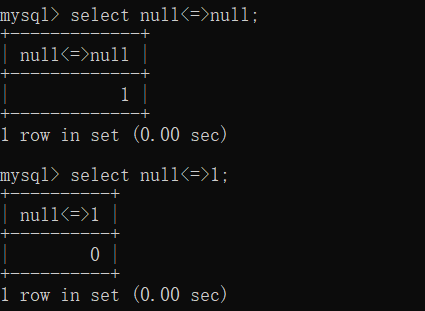 mysql> select null<=>null;
+-------------+
| null<=>null |
+-------------+
|           1 |
+-------------+
1 row in set (0.00 sec)
mysql> select null<=>1;
+----------+
| null<=>1 |
+----------+
|        0 |
+----------+
1 row in set (0.00 sec)